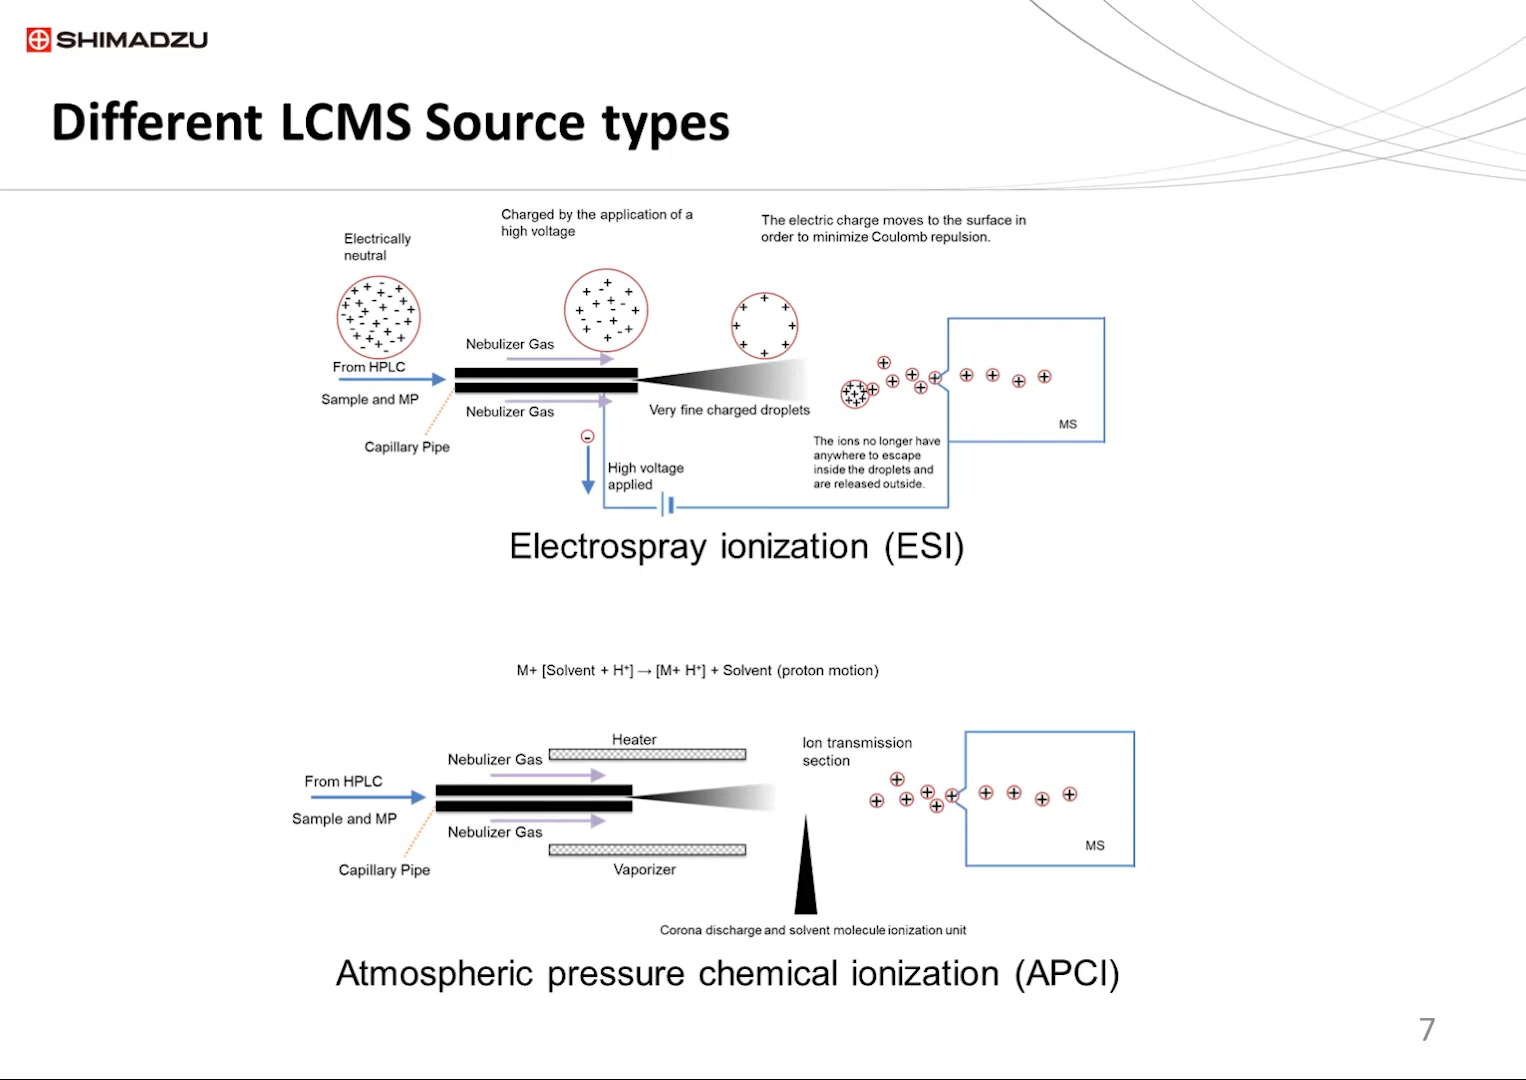 SHIMADZU
Different LCMS Source types
Electrically
neutral
Charged by the application of a
high voltage
The electric charge moves to the surface in
order to minimize Coulomb repulsion.
Nebulizer Gas
From HPLC
Sample and MP
Nebulizer Gas
Capillary Pipe
Very fine charged droplets
High voltage
applied
The ions no longer have
anywhere to escape
inside the droplets and
are released outside.
MS
Electrospray ionization (ESI)
M+ [Solvent + H⁺] → [M+ H⁺] + Solvent (proton motion)
Heater
Nebulizer Gas
From HPLC
Sample and MP
Nebulizer Gas
Capillary Pipe
Vaporizer
Ion transmission
section
MS
Corona discharge and solvent molecule ionization unit
Atmospheric pressure chemical ionization (APCI)
7